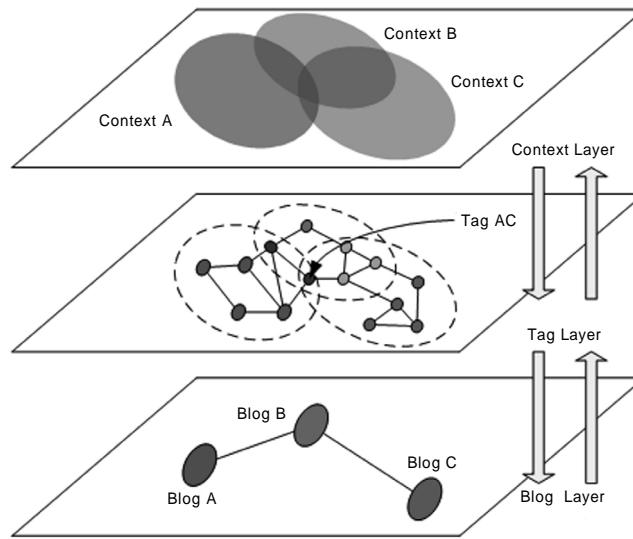 Context B
Context C
Context A
Context Layer
Tag AC
Tag Layer
Blog B
Blog C
Blog A
Blog Layer